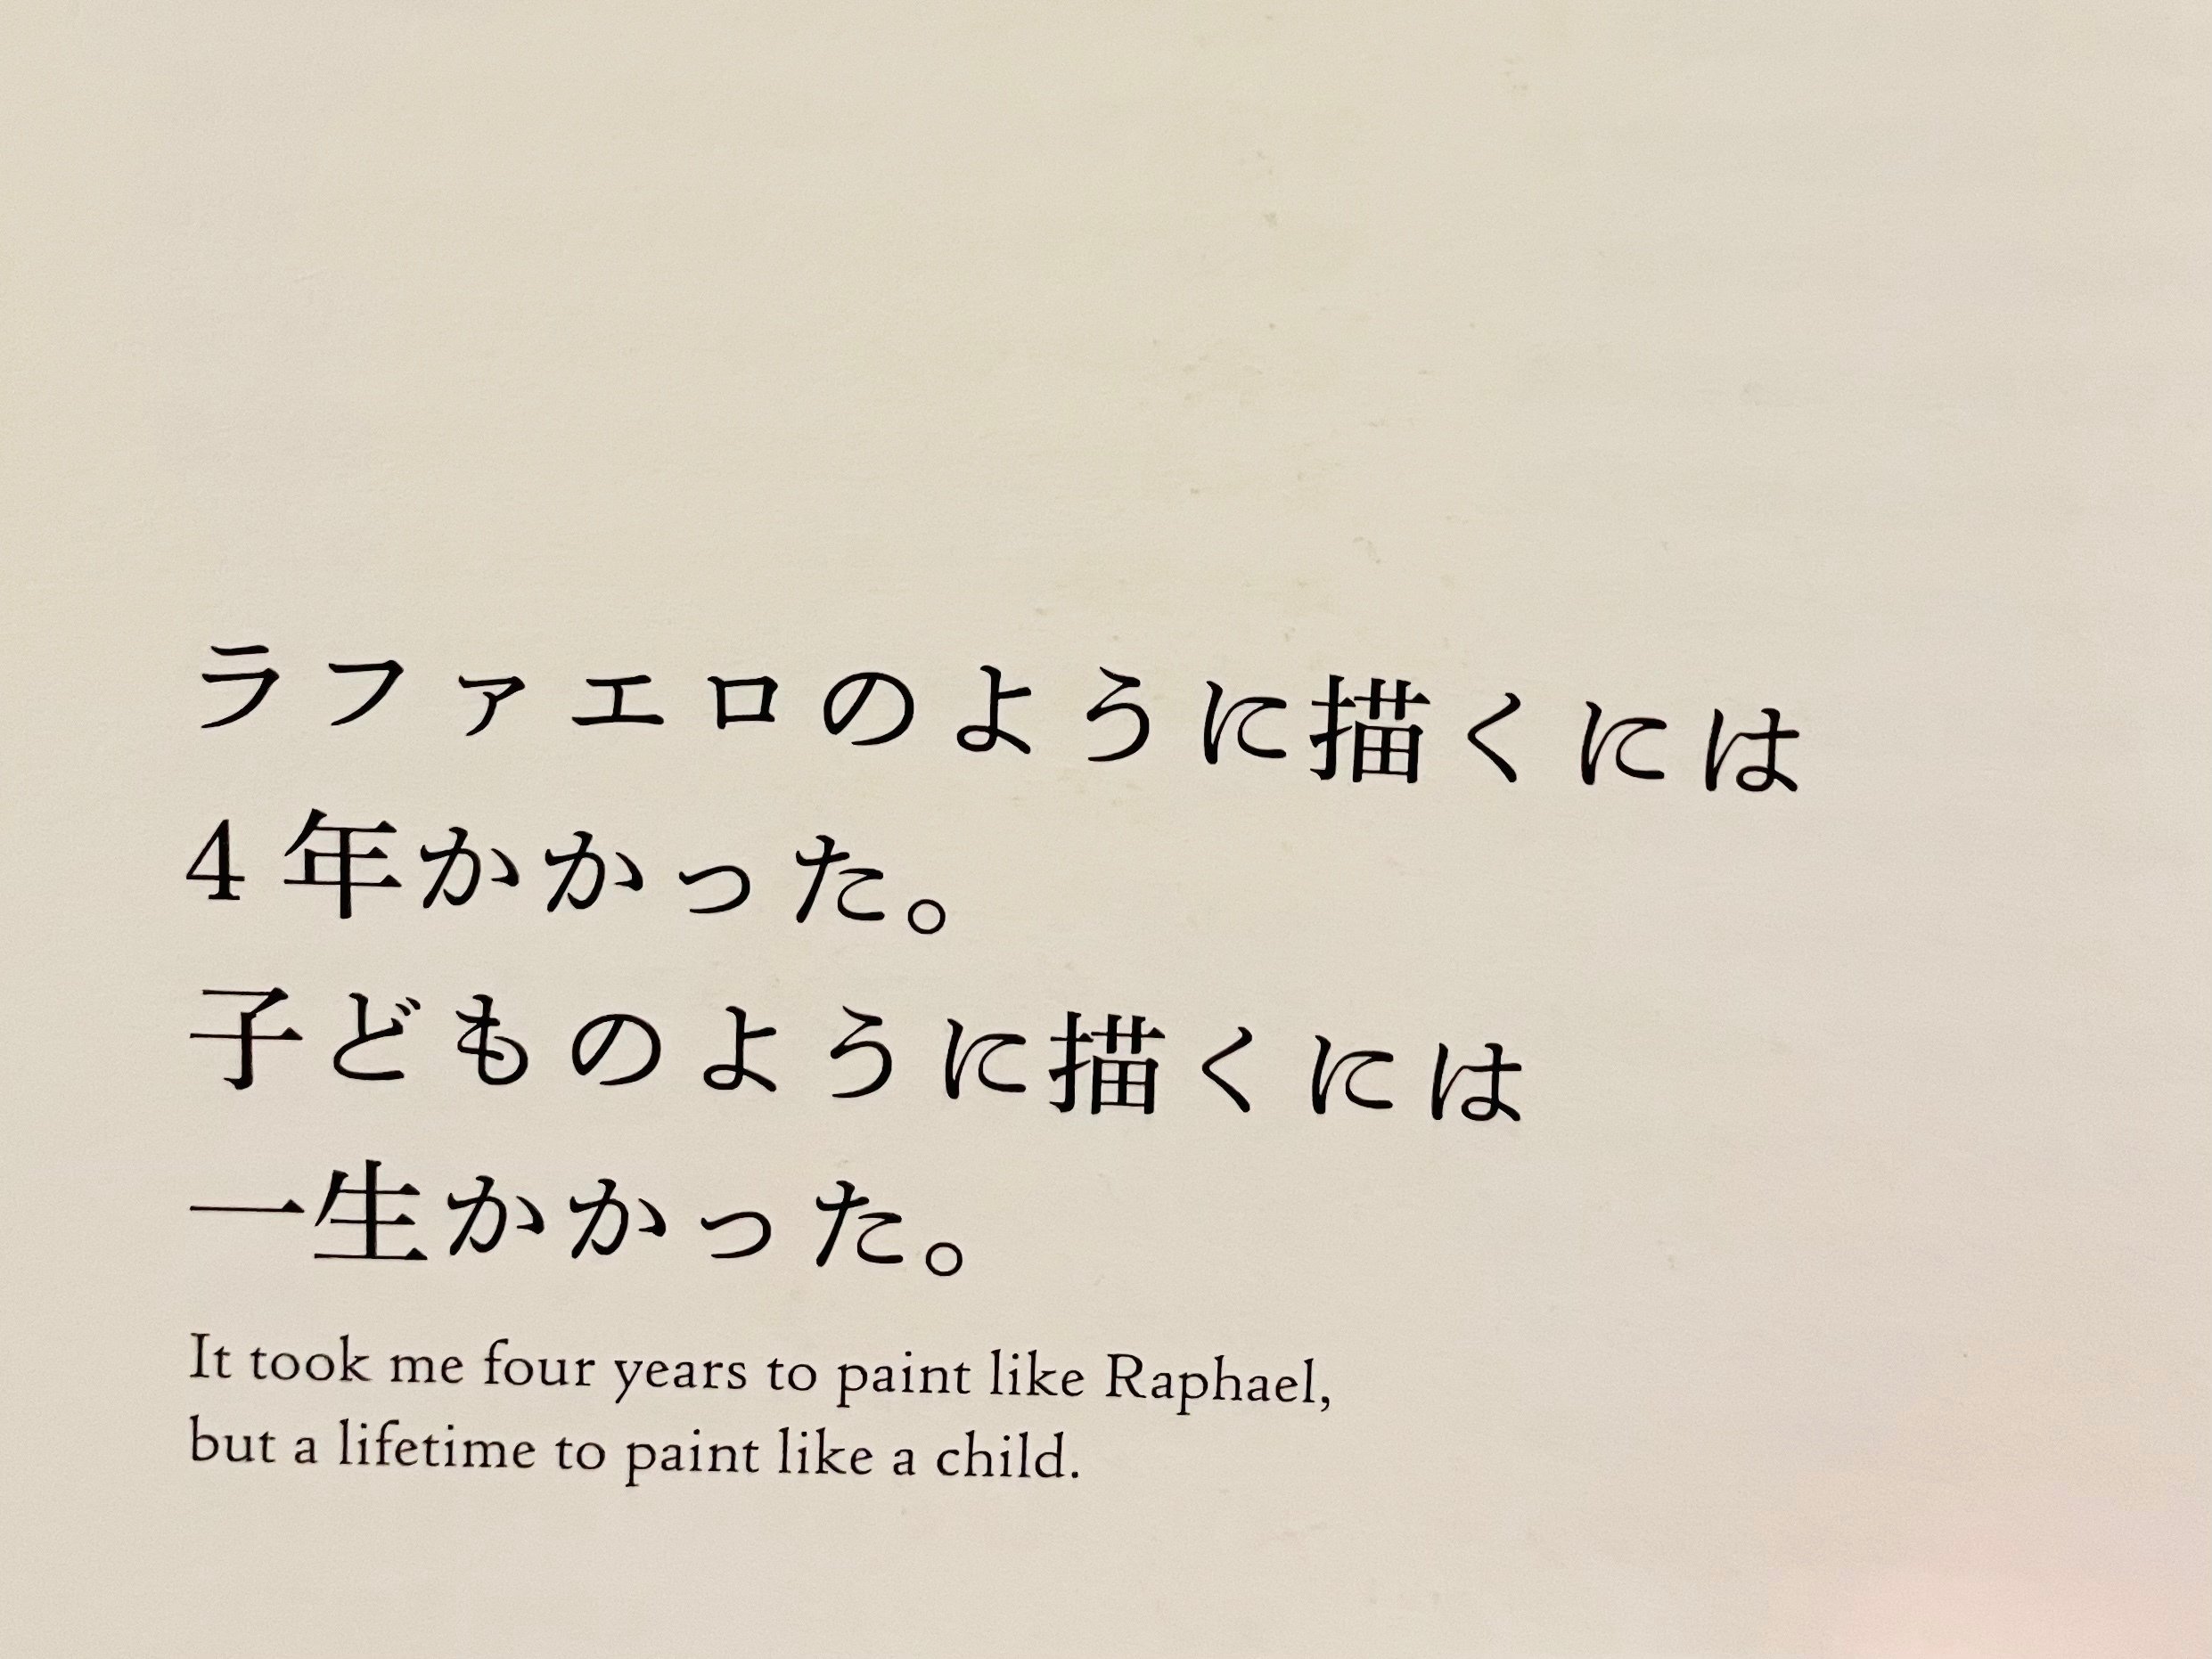 ラファエロのように描くには
4年かかった。
子どものように描くには
一生かかった。
It took me four years to paint like Raphael,
but a lifetime to paint like a child.